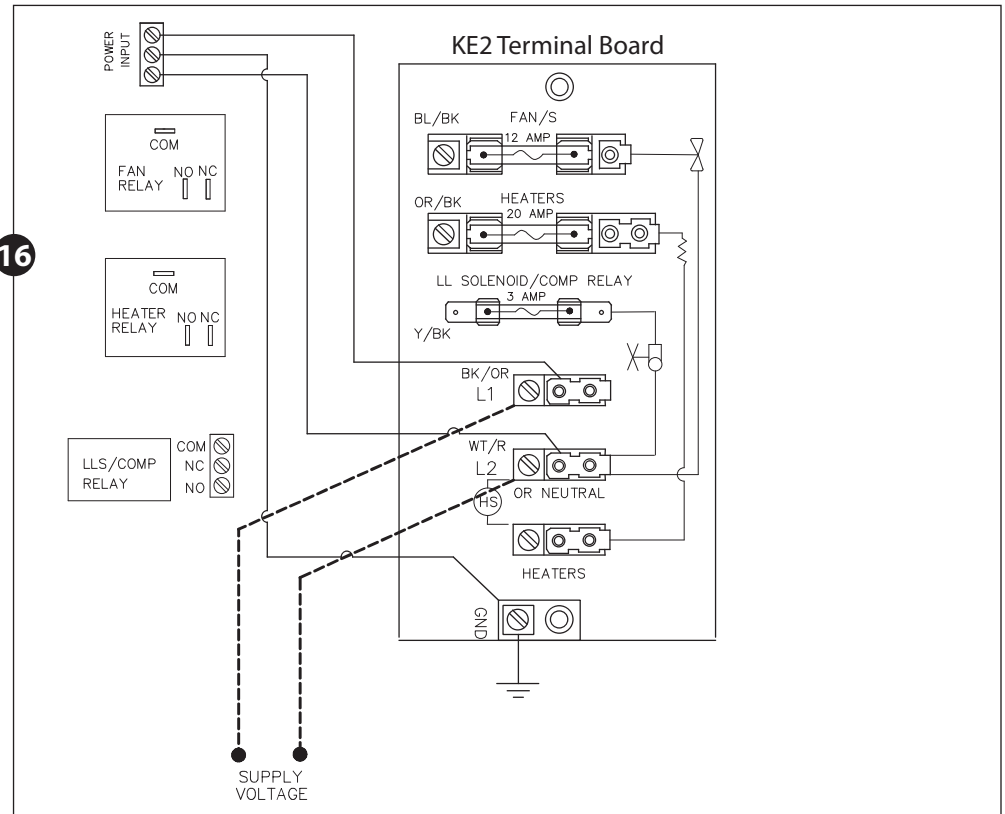 16
POWER
INPUT
COM
FAN
RELAY
NO NC
COM
HEATER
RELAY
NO NC
LLS/COMP
RELAY
COM
NC
NO
KE2 Terminal Board
BL/BK
FAN/S
12 AMP
OR/BK
HEATERS
20 AMP
LL SOLENOID/COMP RELAY
3 AMP
Y/BK
BK/OR
L1
WT/R
L2
OR NEUTRAL
HS
HEATERS
GND
SUPPLY
VOLTAGE